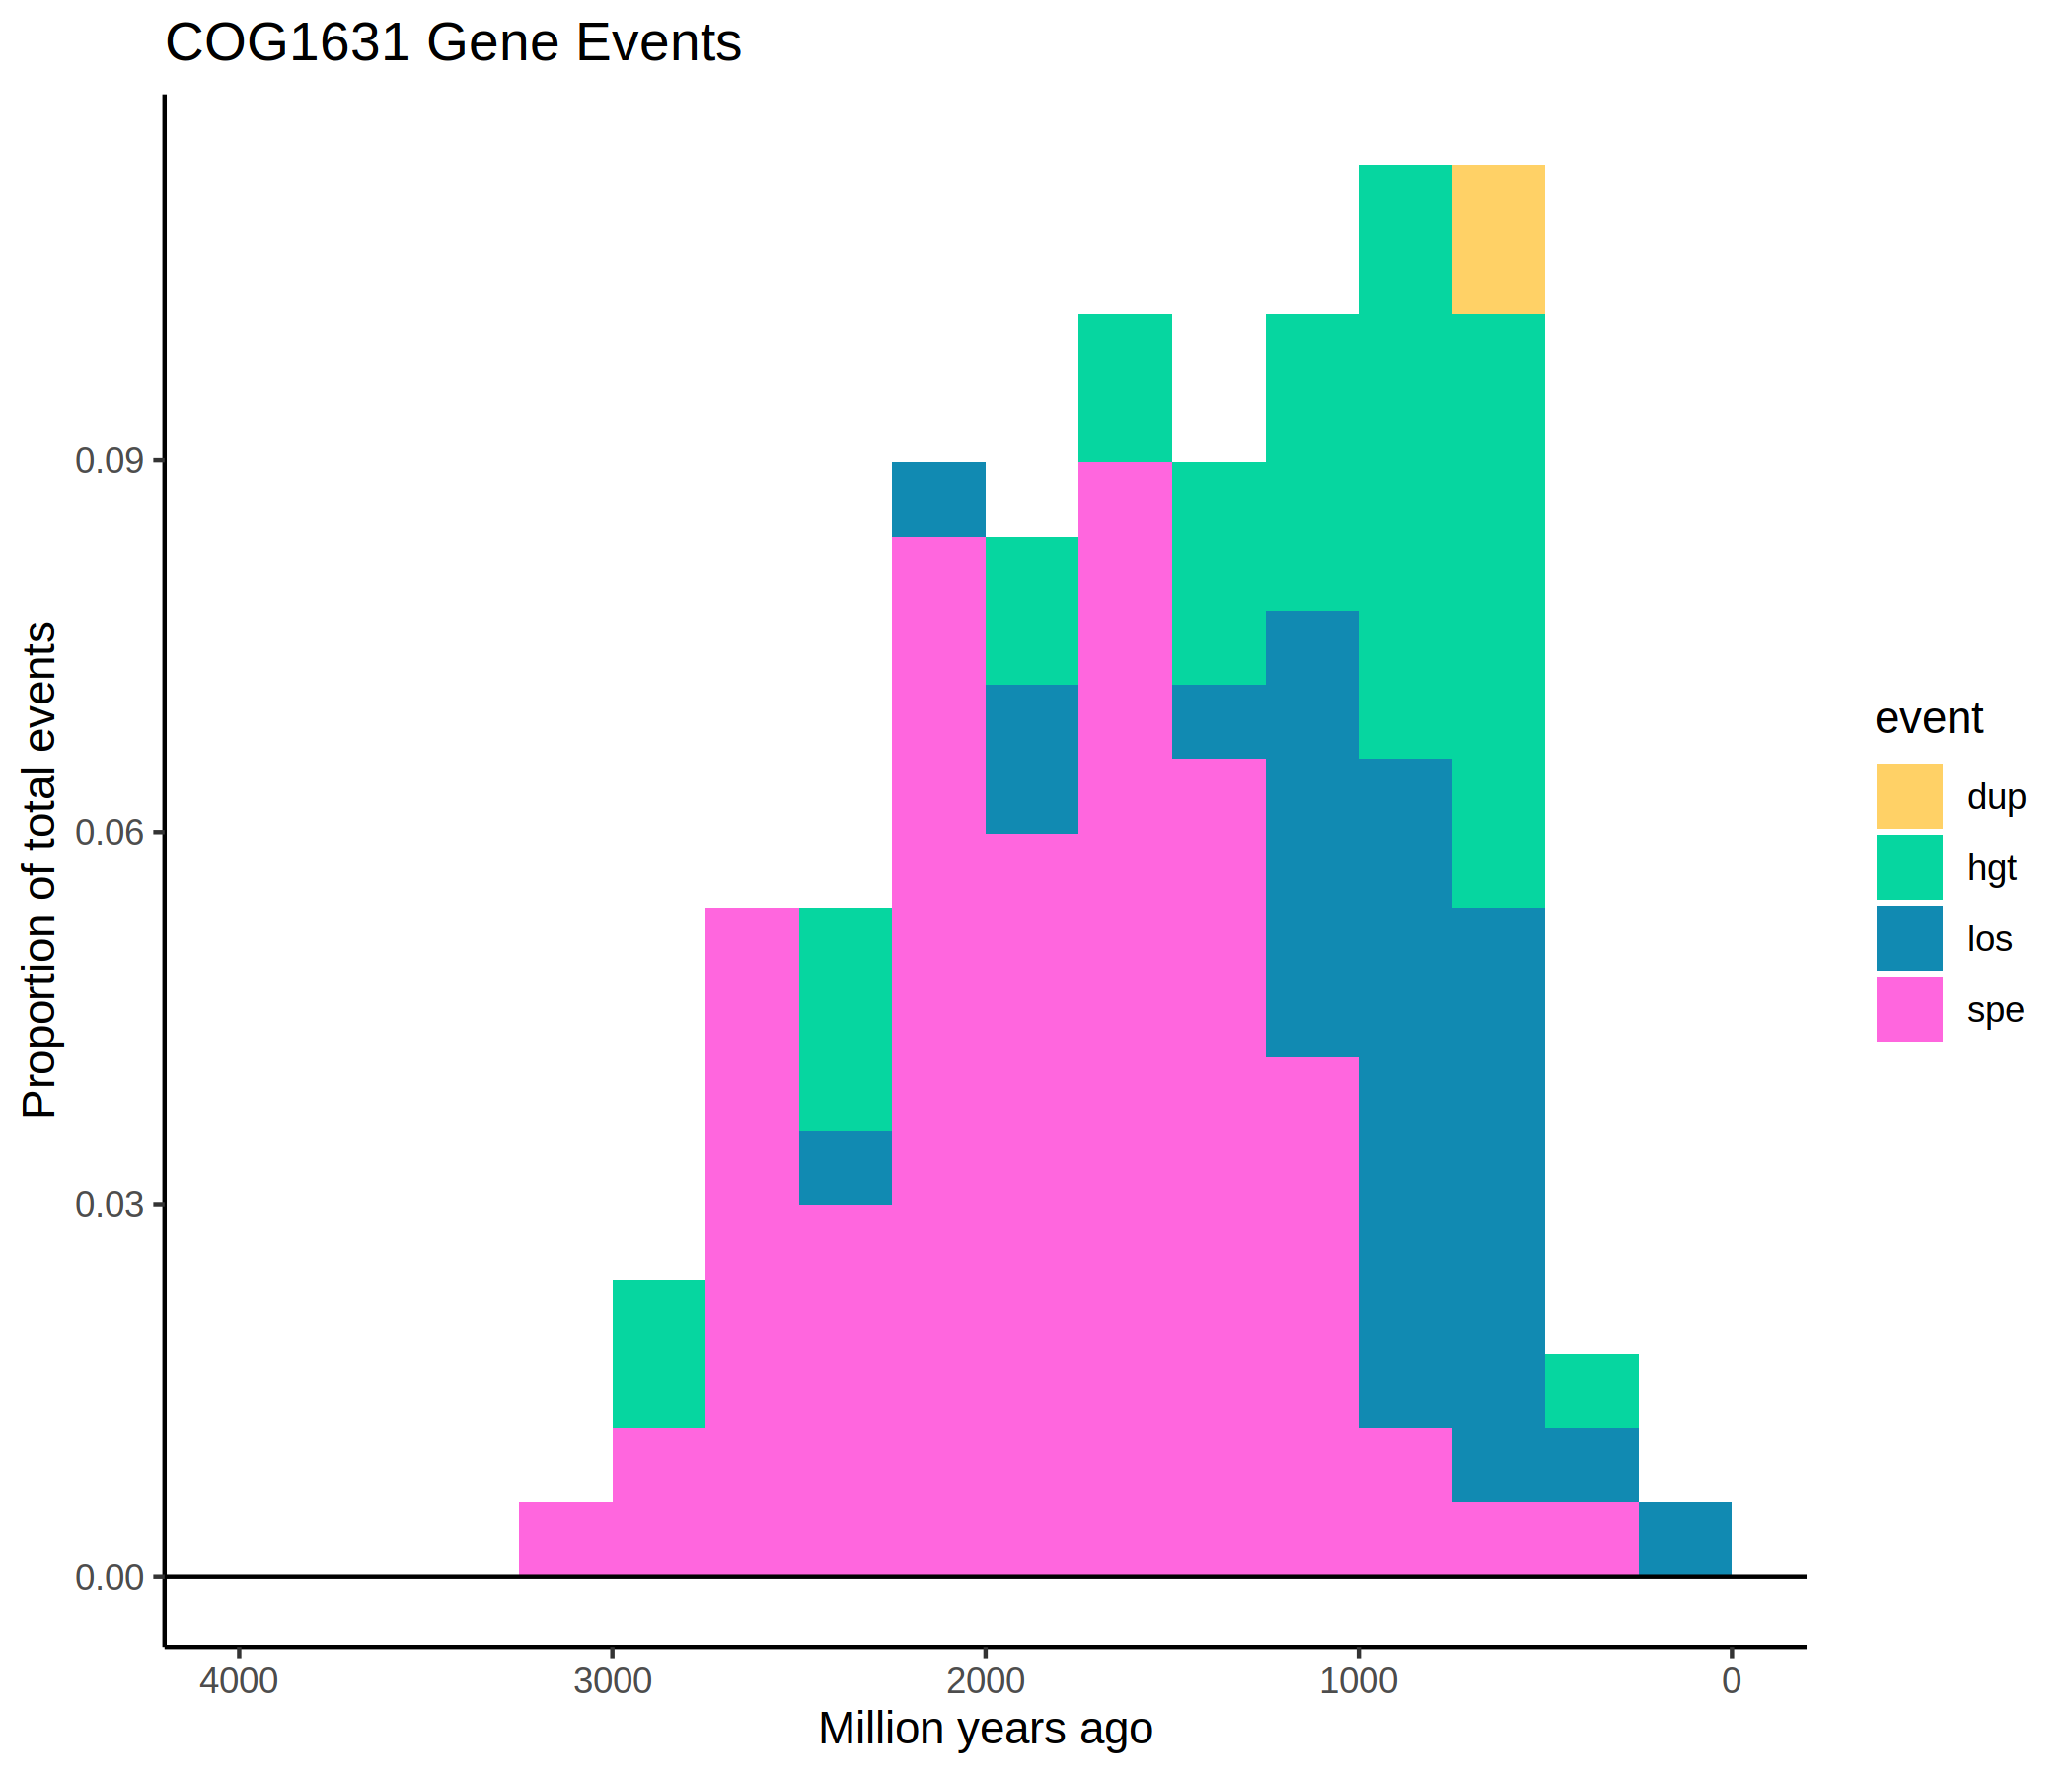 COG1631 Gene Events
Proportion of total events
0.09
0.06
0.03
0.00
4000 3000 2000 1000 0
Million years ago
event
dup
hgt
los
spe